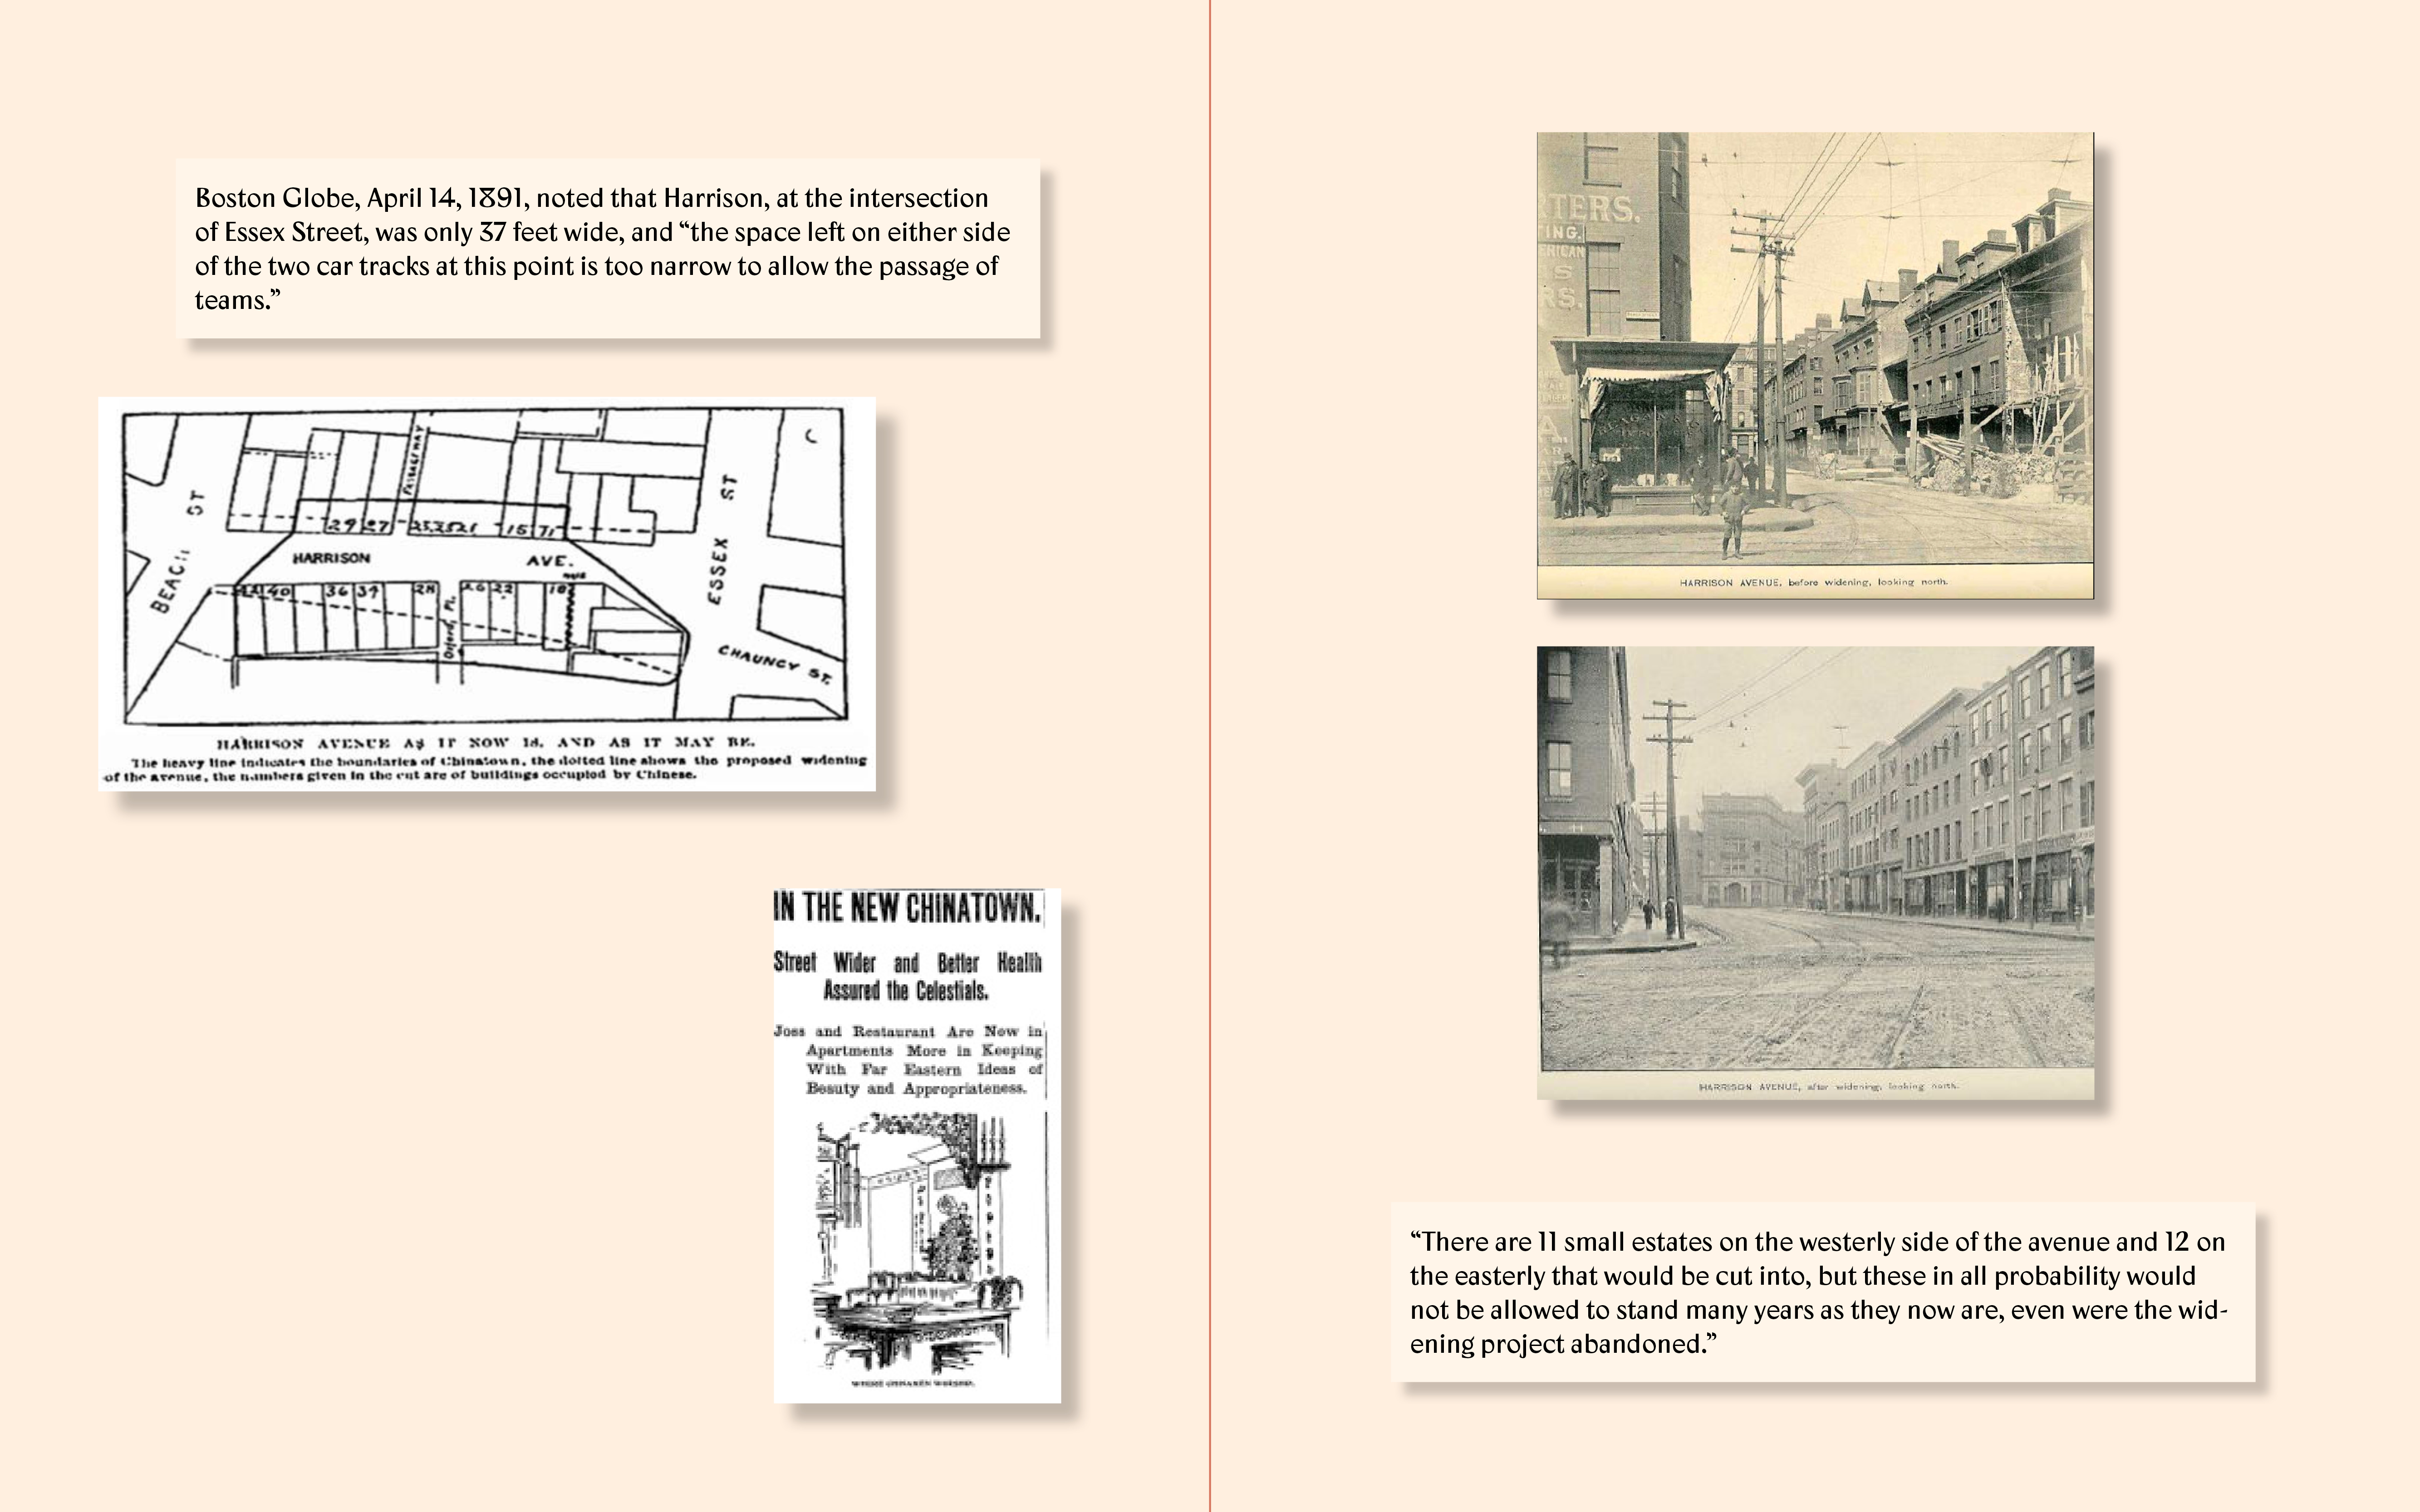 Boston Globe, April 14, 1891, noted that Harrison, at the intersection
of Essex Street, was only 37 feet wide, and “the space left on either side
of the two car tracks at this point is too narrow to allow the passage of
teams.”
BEACH ST
PASSAGEWAY
29 27
15
HARRISON AVE.
40 36 34 28
22
Oxford Pl.
ESSEX ST
CHAUNCY ST.
HARRISON AVENUE AS IT NOW IS, AND AS IT MAY BE.
The heavy line indicates the boundaries of Chinatown, the dotted line shows the proposed widening
of the avenue, the numbers given in the cut are of buildings occupied by Chinese.
IN THE NEW CHINATOWN.
Street Wider and Better Health
Assured the Celestials.
Joss and Restaurant Are Now in
Apartments More in Keeping
With Far Eastern Ideas of
Beauty and Appropriateness.
WHERE CHINAMEN WORSHIP.
RTERS.
TING.
ERICAN
S
RS.
A.
HARRISON AVENUE, before widening, looking north.
HARRISON AVENUE, after widening, looking north.
“There are 11 small estates on the westerly side of the avenue and 12 on
the easterly that would be cut into, but these in all probability would
not be allowed to stand many years as they now are, even were the wid-
ening project abandoned.”